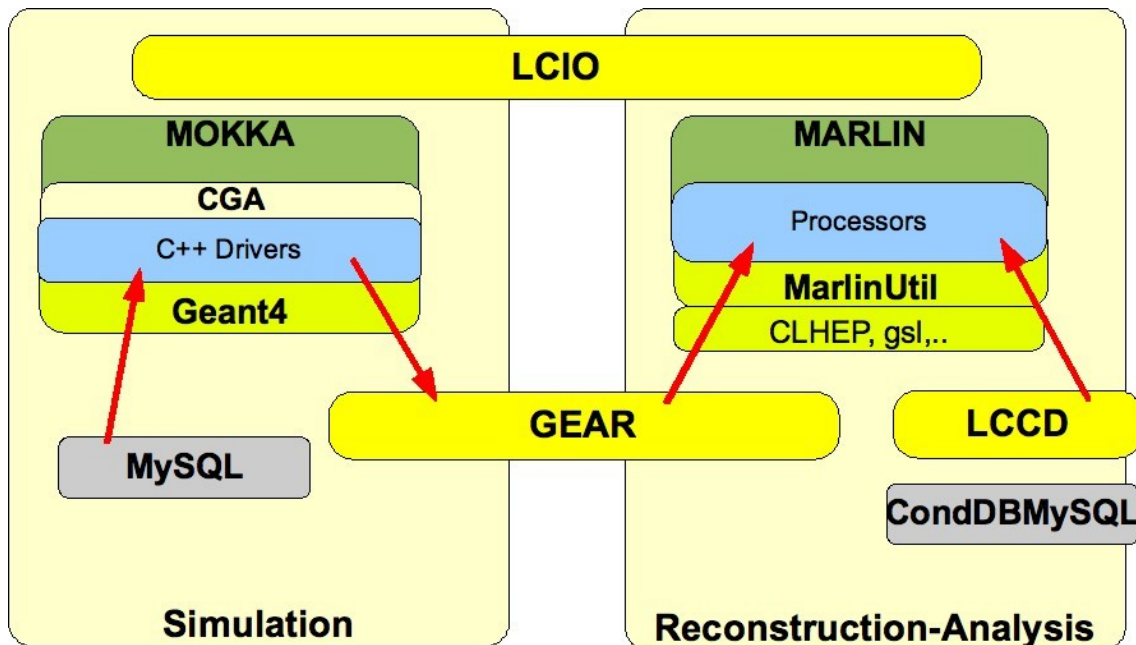 LCIO
MOKKA
CGA
C++ Drivers
Geant4
MARLIN
Processors
MarlinUtil
CLHEP, gsl,..
GEAR
LCCD
MySQL
CondDBMySQL
Simulation
Reconstruction-Analysis